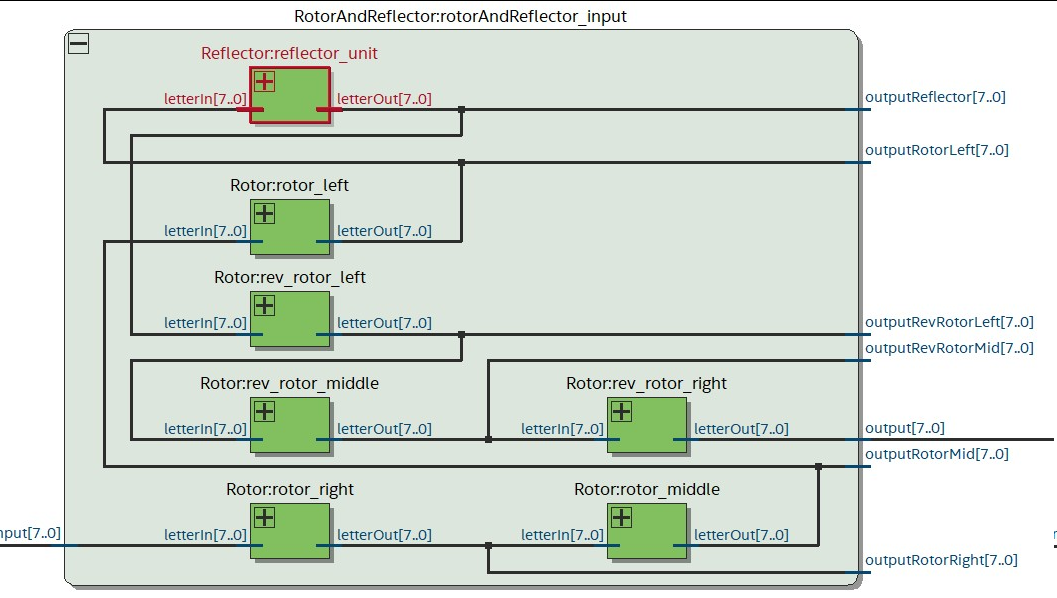 RotorAndReflector:rotorAndReflector_input
Reflector:reflector_unit
letterIn[7..0]
letterOut[7..0]
outputReflector[7..0]
outputRotorLeft[7..0]
Rotor:rotor_left
letterIn[7..0]
letterOut[7..0]
Rotor:rev_rotor_left
letterIn[7..0]
letterOut[7..0]
outputRevRotorLeft[7..0]
outputRevRotorMid[7..0]
Rotor:rev_rotor_middle
Rotor:rev_rotor_right
letterIn[7..0]
letterOut[7..0]
letterIn[7..0]
letterOut[7..0]
output[7..0]
outputRotorMid[7..0]
Rotor:rotor_right
Rotor:rotor_middle
nput[7..0]
letterIn[7..0]
letterOut[7..0]
letterIn[7..0]
letterOut[7..0]
outputRotorRight[7..0]